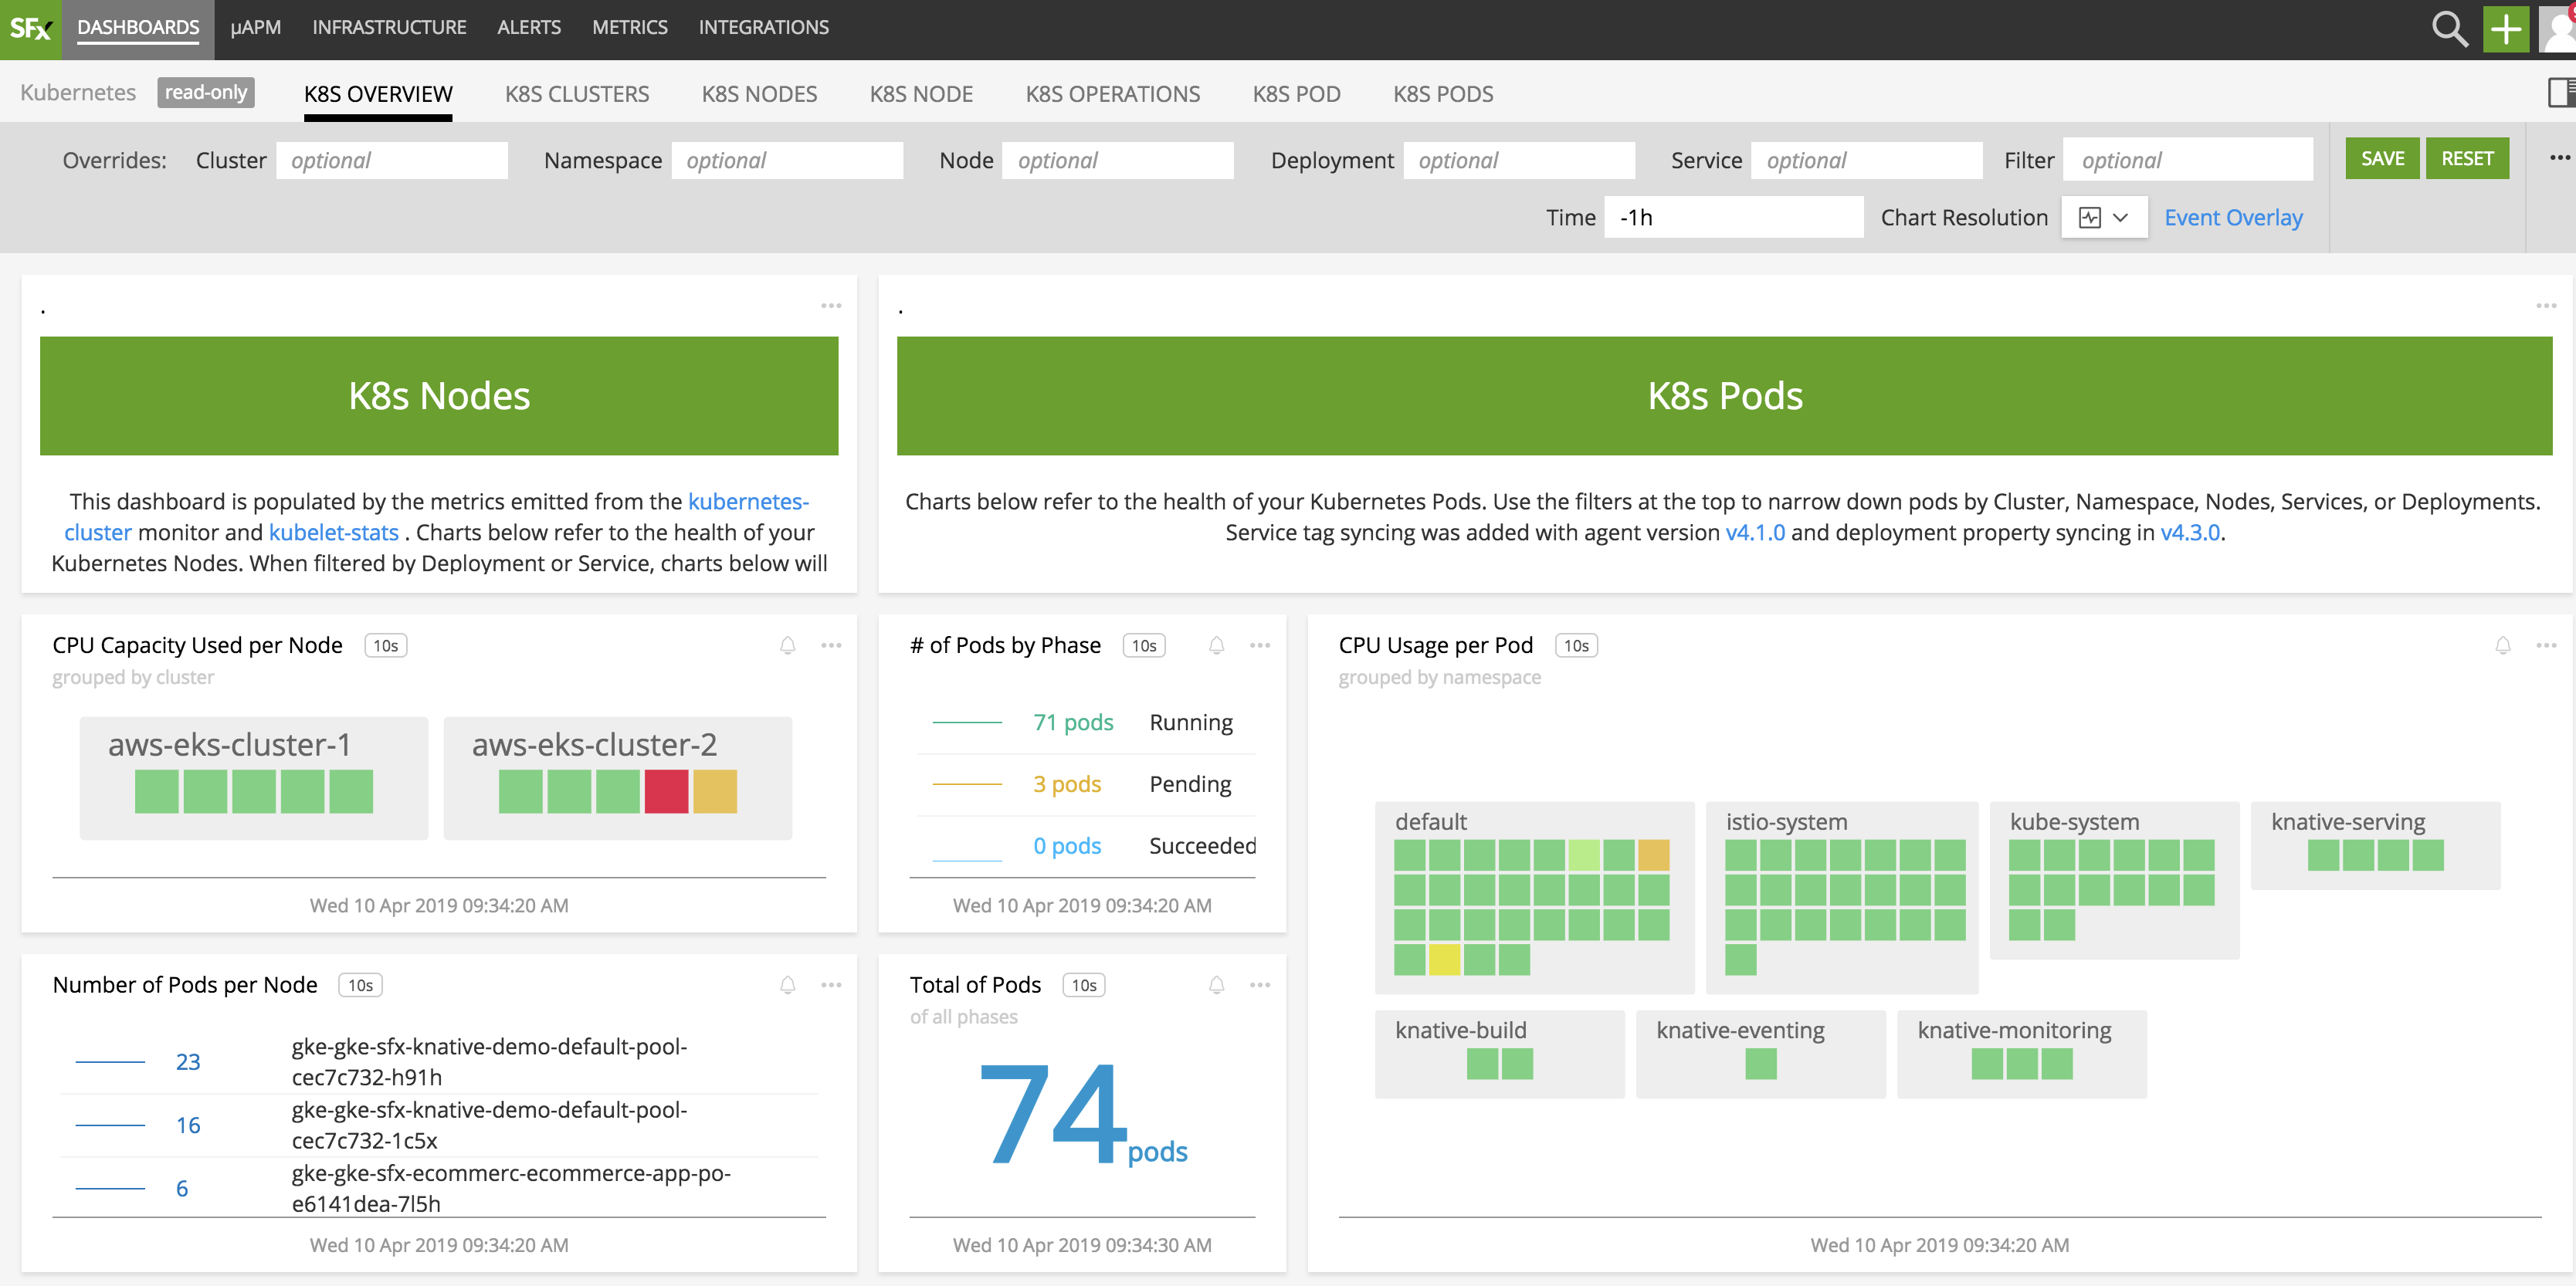 SFx DASHBOARDS µAPM INFRASTRUCTURE ALERTS METRICS INTEGRATIONS
Kubernetes read-only K8S OVERVIEW K8S CLUSTERS K8S NODES K8S NODE K8S OPERATIONS K8S POD K8S PODS
Overrides: Cluster optional Namespace optional Node optional Deployment optional Service optional Filter optional SAVE RESET
Time -1h Chart Resolution Event Overlay
.
K8s Nodes
This dashboard is populated by the metrics emitted from the kubernetes-
cluster monitor and kubelet-stats . Charts below refer to the health of your
Kubernetes Nodes. When filtered by Deployment or Service, charts below will
.
K8s Pods
Charts below refer to the health of your Kubernetes Pods. Use the filters at the top to narrow down pods by Cluster, Namespace, Nodes, Services, or Deployments.
Service tag syncing was added with agent version v4.1.0 and deployment property syncing in v4.3.0.
CPU Capacity Used per Node 10s
grouped by cluster
aws-eks-cluster-1 aws-eks-cluster-2
Wed 10 Apr 2019 09:34:20 AM
# of Pods by Phase 10s
71 pods Running
3 pods Pending
0 pods Succeeded
Wed 10 Apr 2019 09:34:20 AM
CPU Usage per Pod 10s
grouped by namespace
default istio-system kube-system knative-serving
knative-build knative-eventing knative-monitoring
Wed 10 Apr 2019 09:34:20 AM
Number of Pods per Node 10s
23 gke-gke-sfx-knative-demo-default-pool-
cec7c732-h91h
16 gke-gke-sfx-knative-demo-default-pool-
cec7c732-1c5x
6 gke-gke-sfx-ecommerc-ecommerce-app-po-
e6141dea-7l5h
Wed 10 Apr 2019 09:34:20 AM
Total of Pods 10s
of all phases
74 pods
Wed 10 Apr 2019 09:34:30 AM